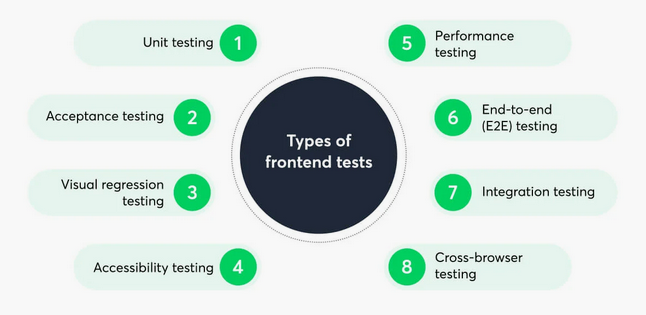 Unit testing 1
Acceptance testing 2
Visual regression
testing 3
Accessibility testing 4
Types of
frontend tests
5 Performance
testing
6 End-to-end
(E2E) testing
7 Integration testing
8 Cross-browser
testing